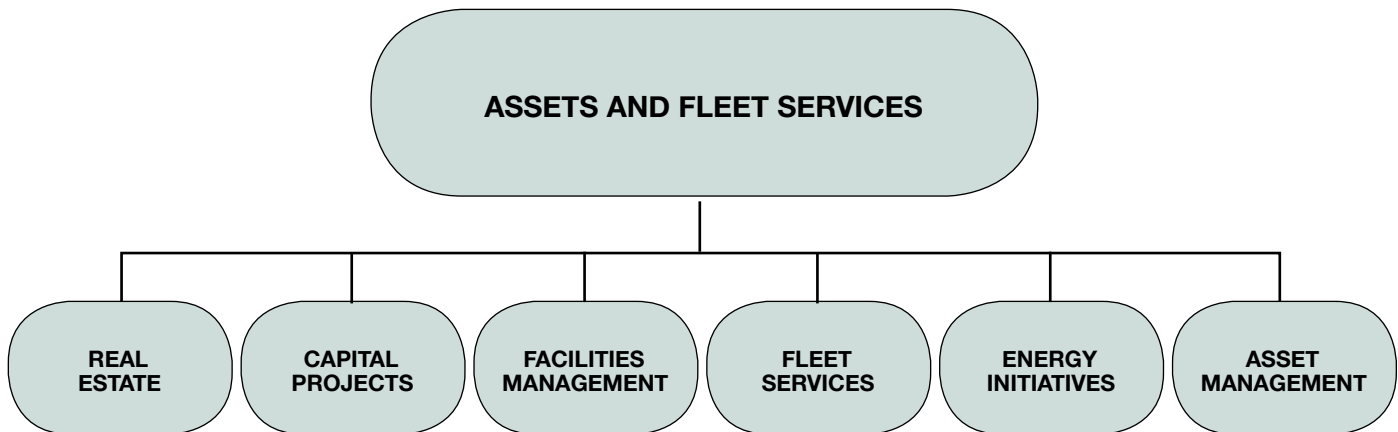 ASSETS AND FLEET SERVICES
REAL
ESTATE
CAPITAL
PROJECTS
FACILITIES
MANAGEMENT
FLEET
SERVICES
ENERGY
INITIATIVES
ASSET
MANAGEMENT